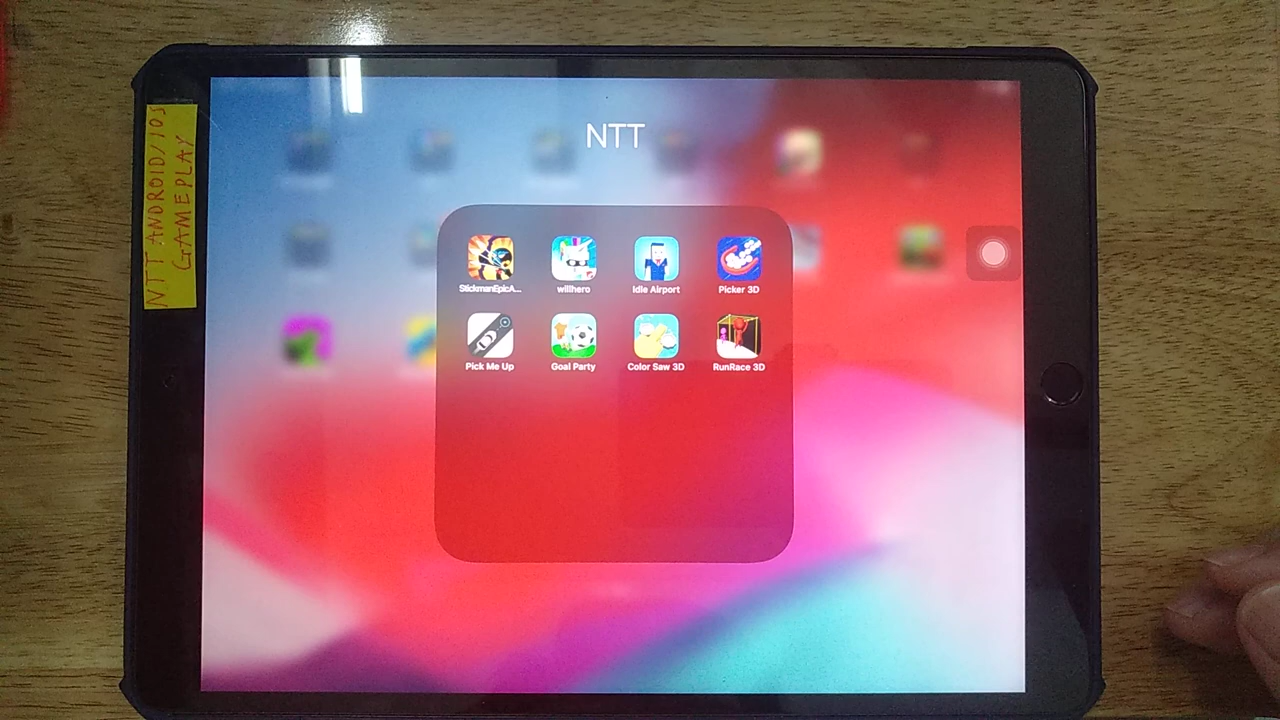 NTT ANDROID/IOS
GAMEPLAY
NTT
StickmanEpicA...
willhero
Idle Airport
Picker 3D
Pick Me Up
Goal Party
Color Saw 3D
RunRace 3D